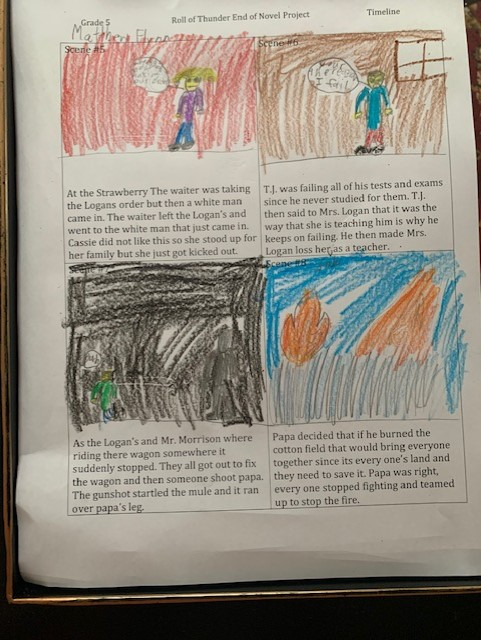 Grade 5
Roll of Thunder End of Novel Project
Timeline
Scene #5
Scene #6
I fail
At the Strawberry The waiter was taking
the Logans order but then a white man
came in. The waiter left the Logan's and
went to the white man that just came in.
Cassie did not like this so she stood up for
her family but she just got kicked out.
T.J. was failing all of his tests and exams
since he never studied for them. T.J.
then said to Mrs. Logan that it was the
way that she is teaching him is why he
keeps on failing. He then made Mrs.
Logan loss her as a teacher.
Scene
As the Logan's and Mr. Morrison where
riding there wagon somewhere it
suddenly stopped. They all got out to fix
the wagon and then someone shoot papa.
The gunshot startled the mule and it ran
over papa's leg.
Papa decided that if he burned the
cotton field that would bring everyone
together since its every one's land and
they need to save it. Papa was right,
every one stopped fighting and teamed
up to stop the fire.